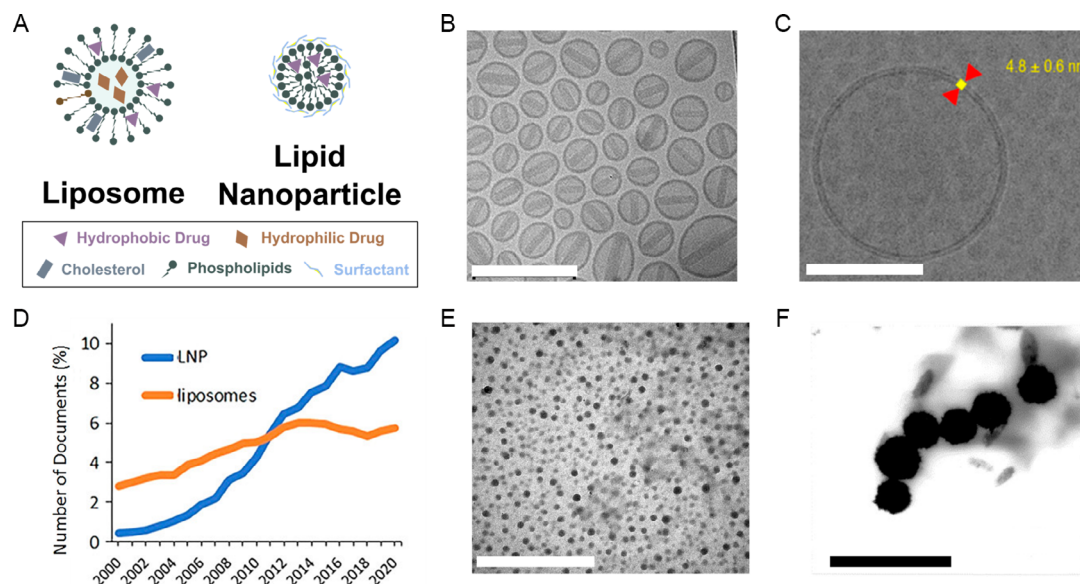 A
Liposome
Lipid
Nanoparticle
Hydrophobic Drug
Hydrophilic Drug
Cholesterol
Phospholipids
Surfactant
B
C
4.8 ± 0.6 nm
D
Number of Documents (%)
10
8
6
4
2
0
LNP
liposomes
2000
2002
2004
2006
2008
2010
2012
2014
2016
2018
2020
E
F